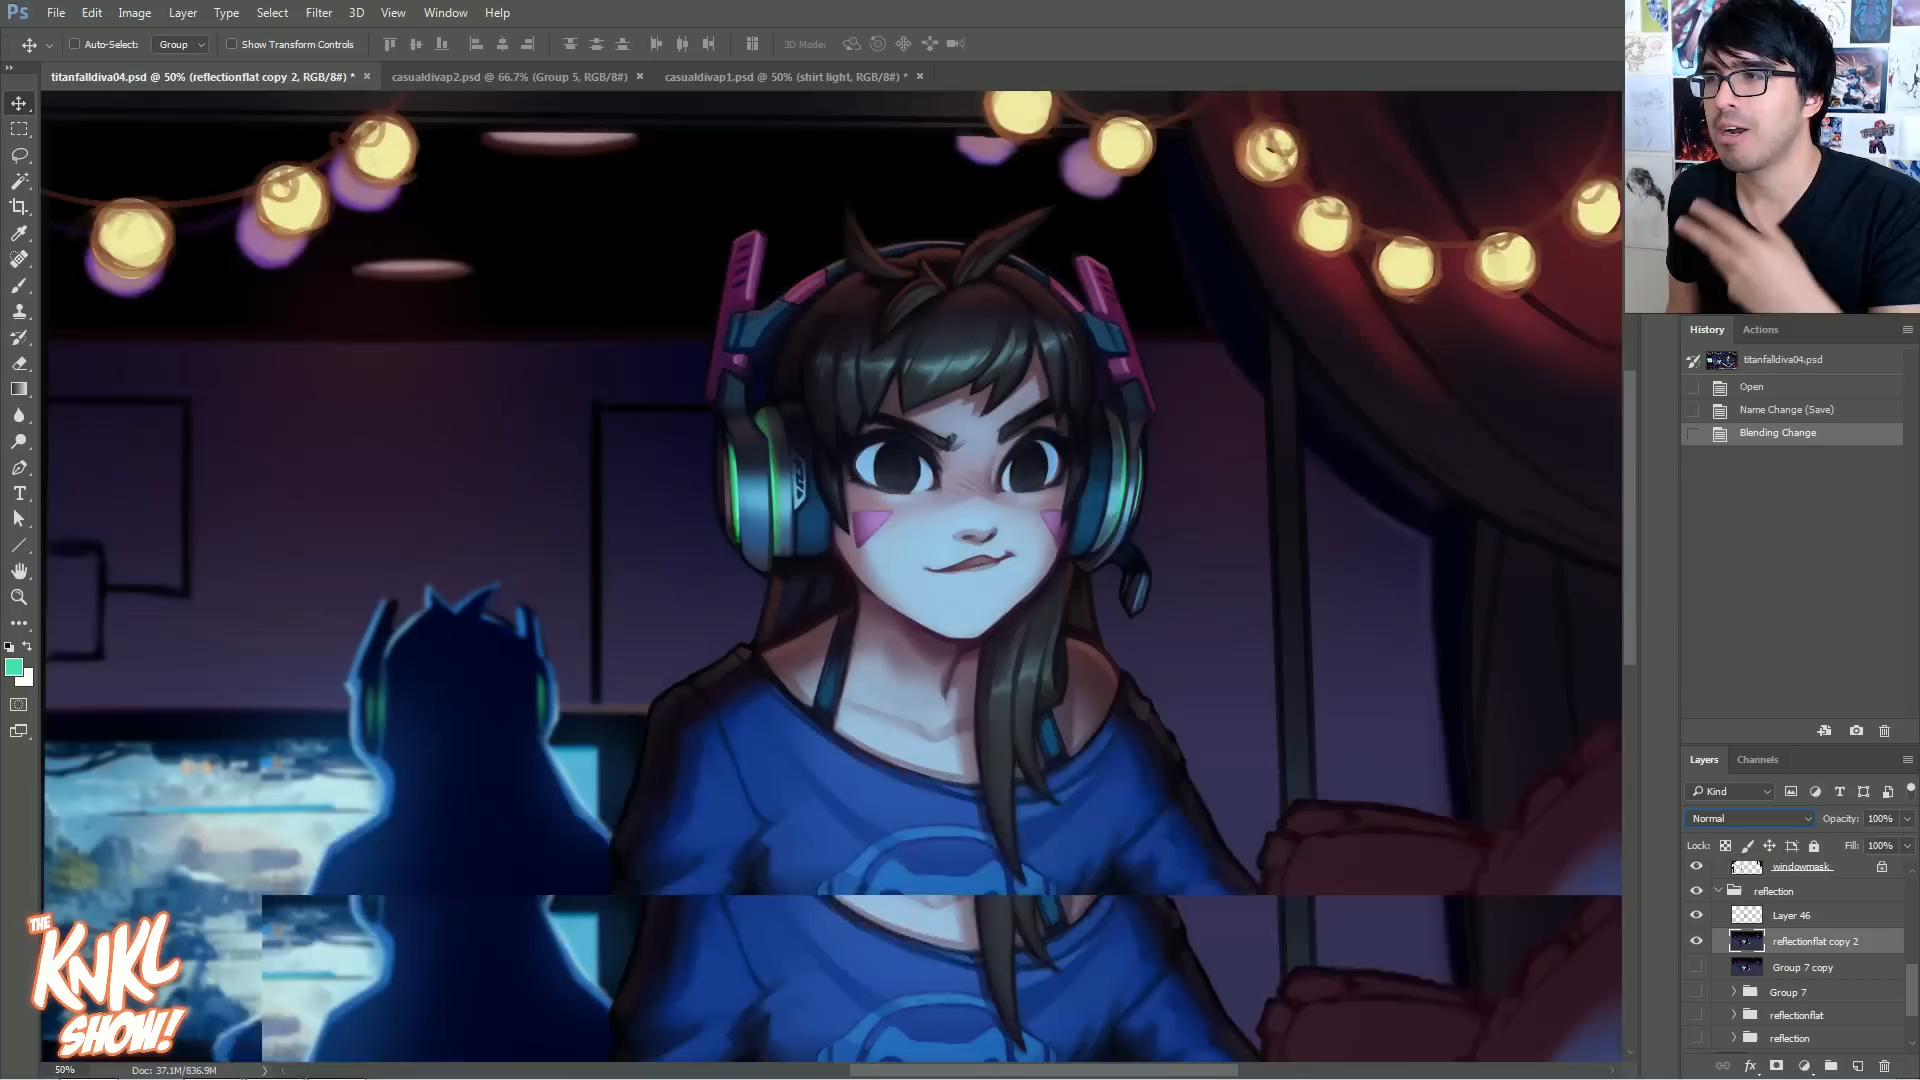 Ps File Edit Image Layer Type Select Filter 3D View Window Help
Auto-Select: Group Show Transform Controls 3D Mode:
titanfalldiva04.psd @ 50% (reflectionflat copy 2, RGB/8#) * × casualdivap2.psd @ 66.7% (Group 5, RGB/8#) × casualdivap1.psd @ 50% (shirt light, RGB/8#) * ×
History Actions
titanfalldiva04.psd
Open
Name Change (Save)
Blending Change
Layers Channels
Kind
Normal Opacity: 100%
Lock: Fill: 100%
windowmask
reflection
Layer 46
reflectionflat copy 2
Group 7 copy
Group 7
reflectionflat
reflection
THE
KNKL
SHOW!
50% Doc: 37.1M/836.9M